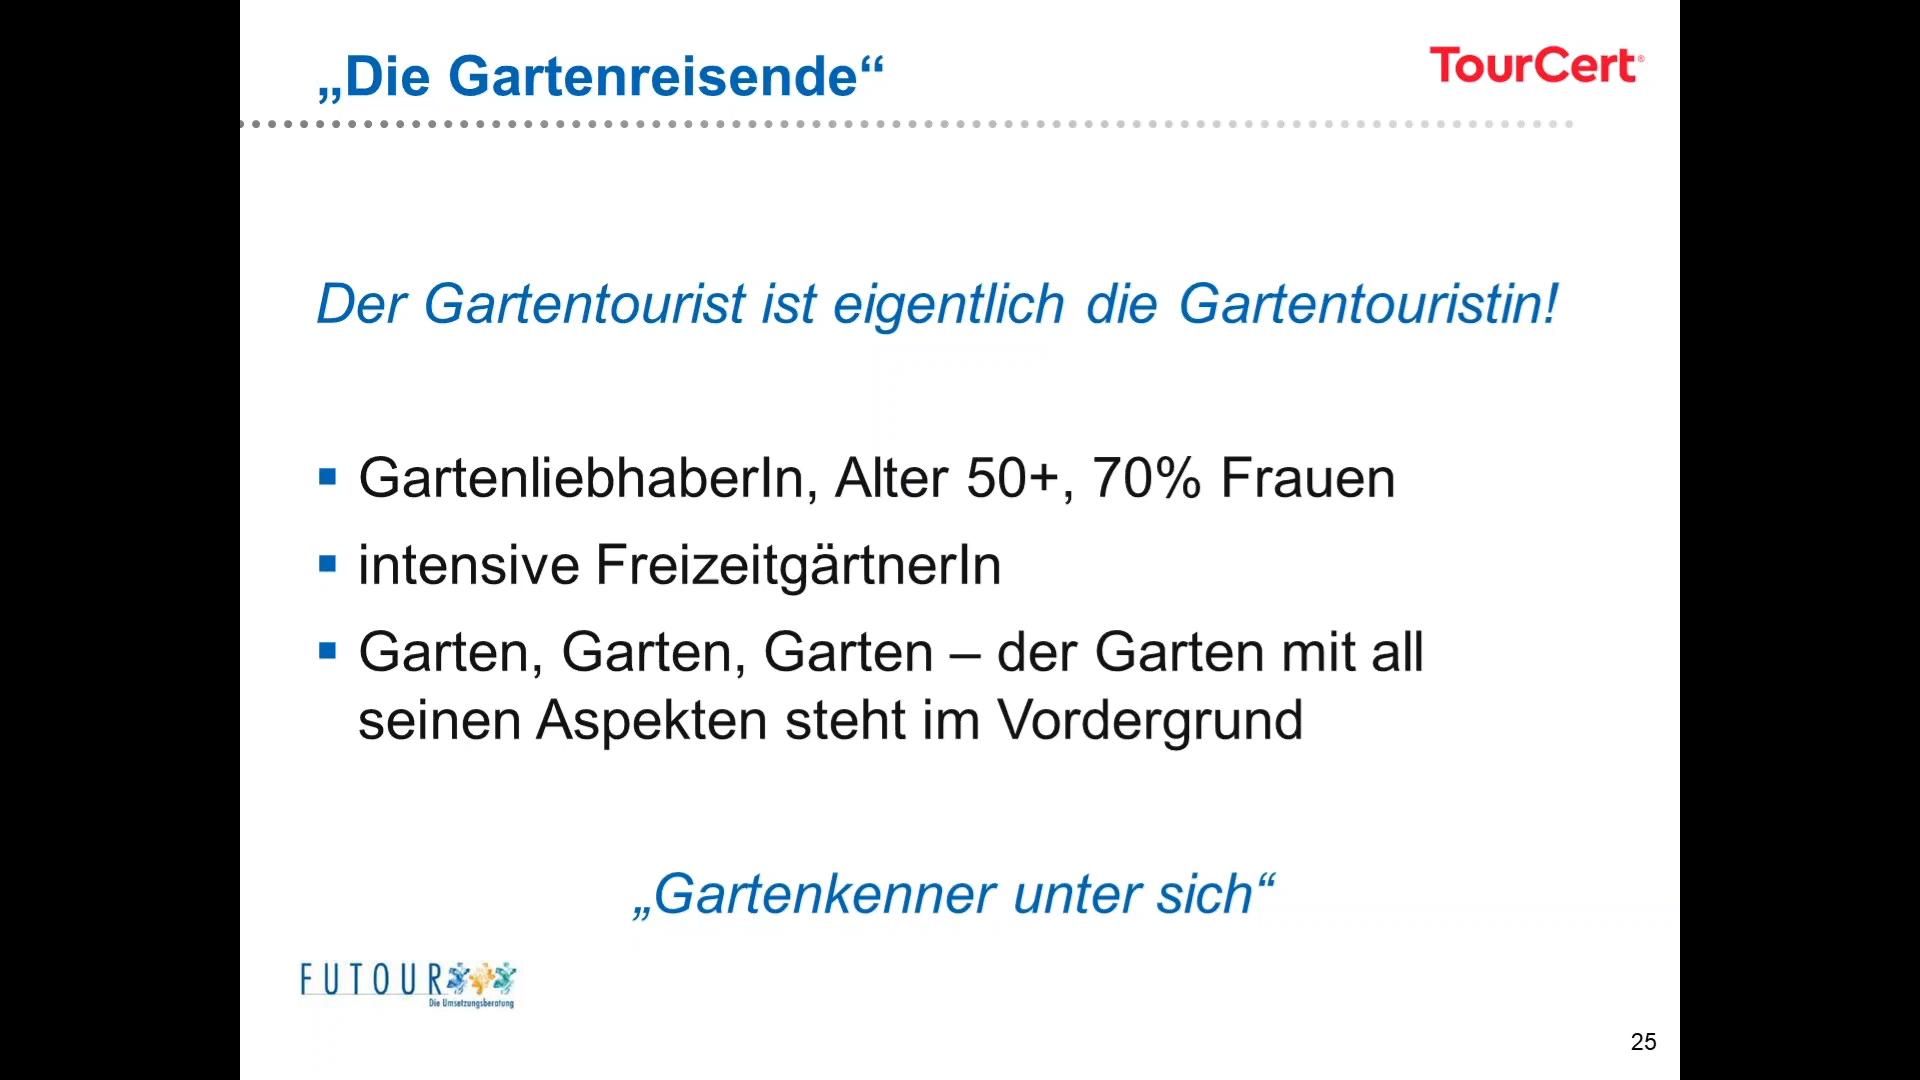 „Die Gartenreisende“
TourCert®
Der Gartentourist ist eigentlich die Gartentouristin!
▪ GartenliebhaberIn, Alter 50+, 70% Frauen
▪ intensive FreizeitgärtnerIn
▪ Garten, Garten, Garten – der Garten mit all
seinen Aspekten steht im Vordergrund
„Gartenkenner unter sich“
FUTOUR
Die Umsetzungsberatung
25